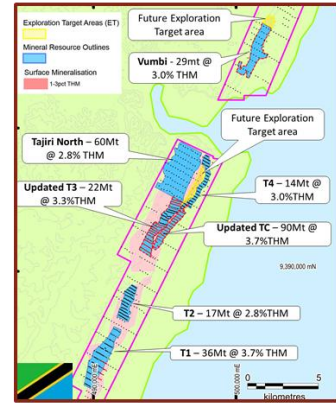 Exploration Target Areas (ET)
Mineral Resource Outlines
Surface Mineralisation
1-3pct THM
Future Exploration
Target area
Vumbi - 29mt @
3.0% THM
Future Exploration
Target area
Tajiri North – 60Mt
@ 2.8% THM
Updated T3 – 22Mt
@ 3.3%THM
T4 – 14Mt @
3.0%THM
Updated TC – 90Mt @
3.7%THM
9,390,000 mN
T2 – 17Mt @ 2.8%THM
T1 – 36Mt @ 3.7% THM
0
5
kilometres